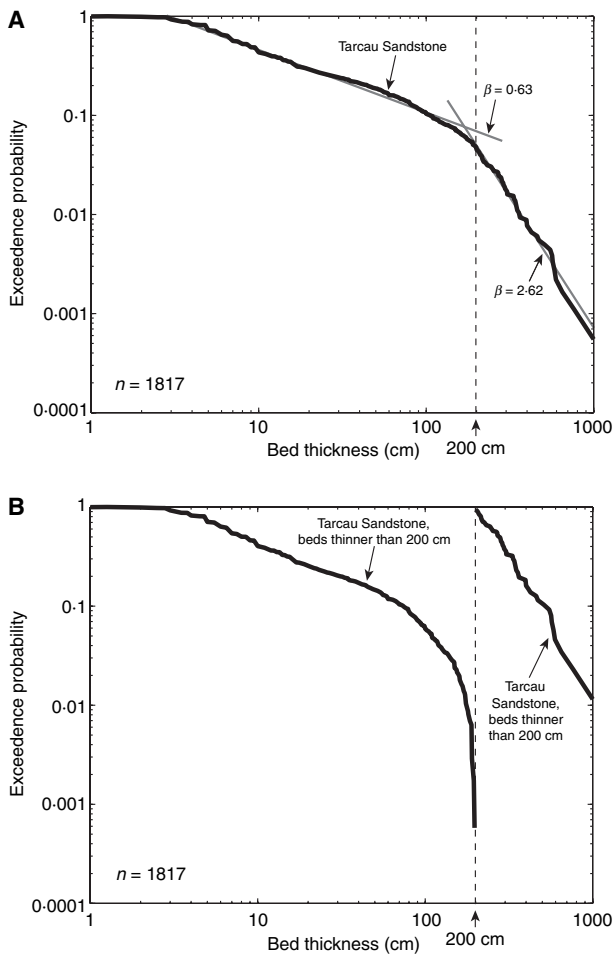 A
1
0·1
0·01
0·001
0·0001
Exceedence probability
Tarcau Sandstone
β = 0·63
β = 2·62
n = 1817
1
10
100
1000
Bed thickness (cm)
200 cm
B
1
0·1
0·01
0·001
0·0001
Exceedence probability
Tarcau Sandstone,
beds thinner than 200 cm
Tarcau
Sandstone,
beds thinner
than 200 cm
n = 1817
1
10
100
1000
Bed thickness (cm)
200 cm